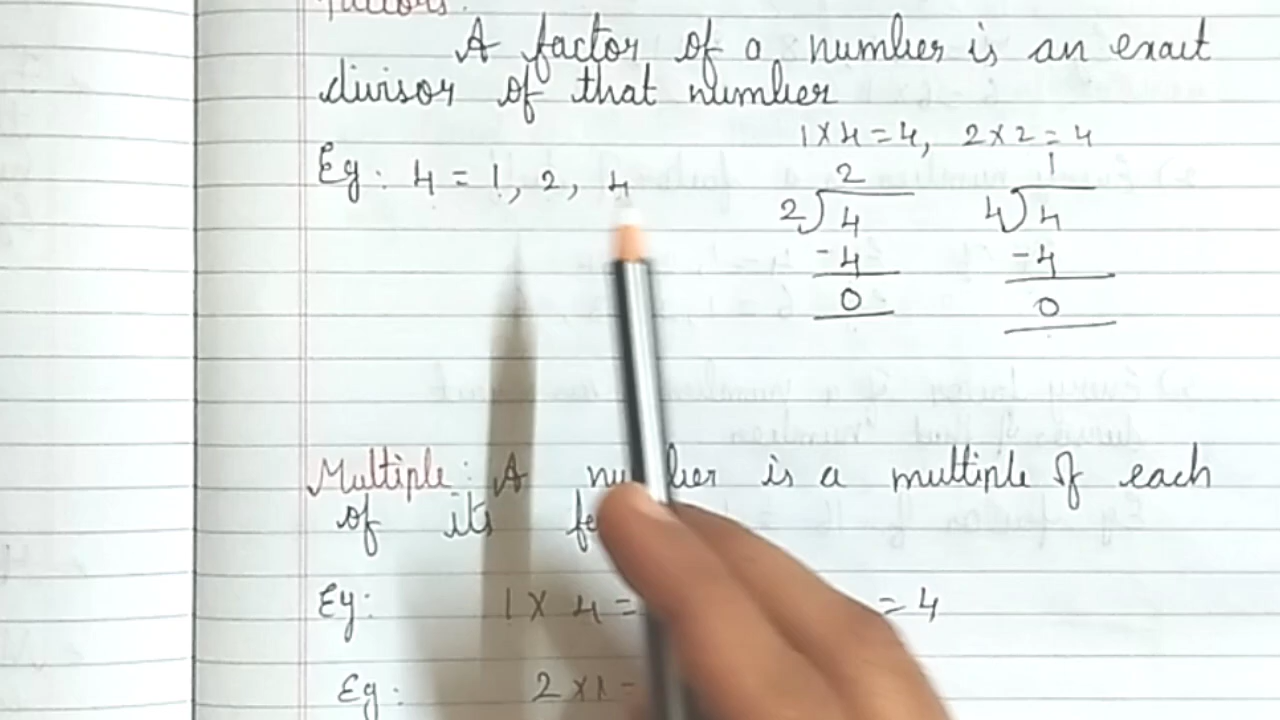 Factors:
A factor of a number is an exact
divisor of that number
1 X 4 = 4, 2 X 2 = 4
Eg: 4 = 1, 2, 4
2 1
2)4 4)4
-4 -4
0 0
Multiple: A number is a multiple of each
of its
Eg: 1 X 4 = = 4
Eg: 2 X 1 =